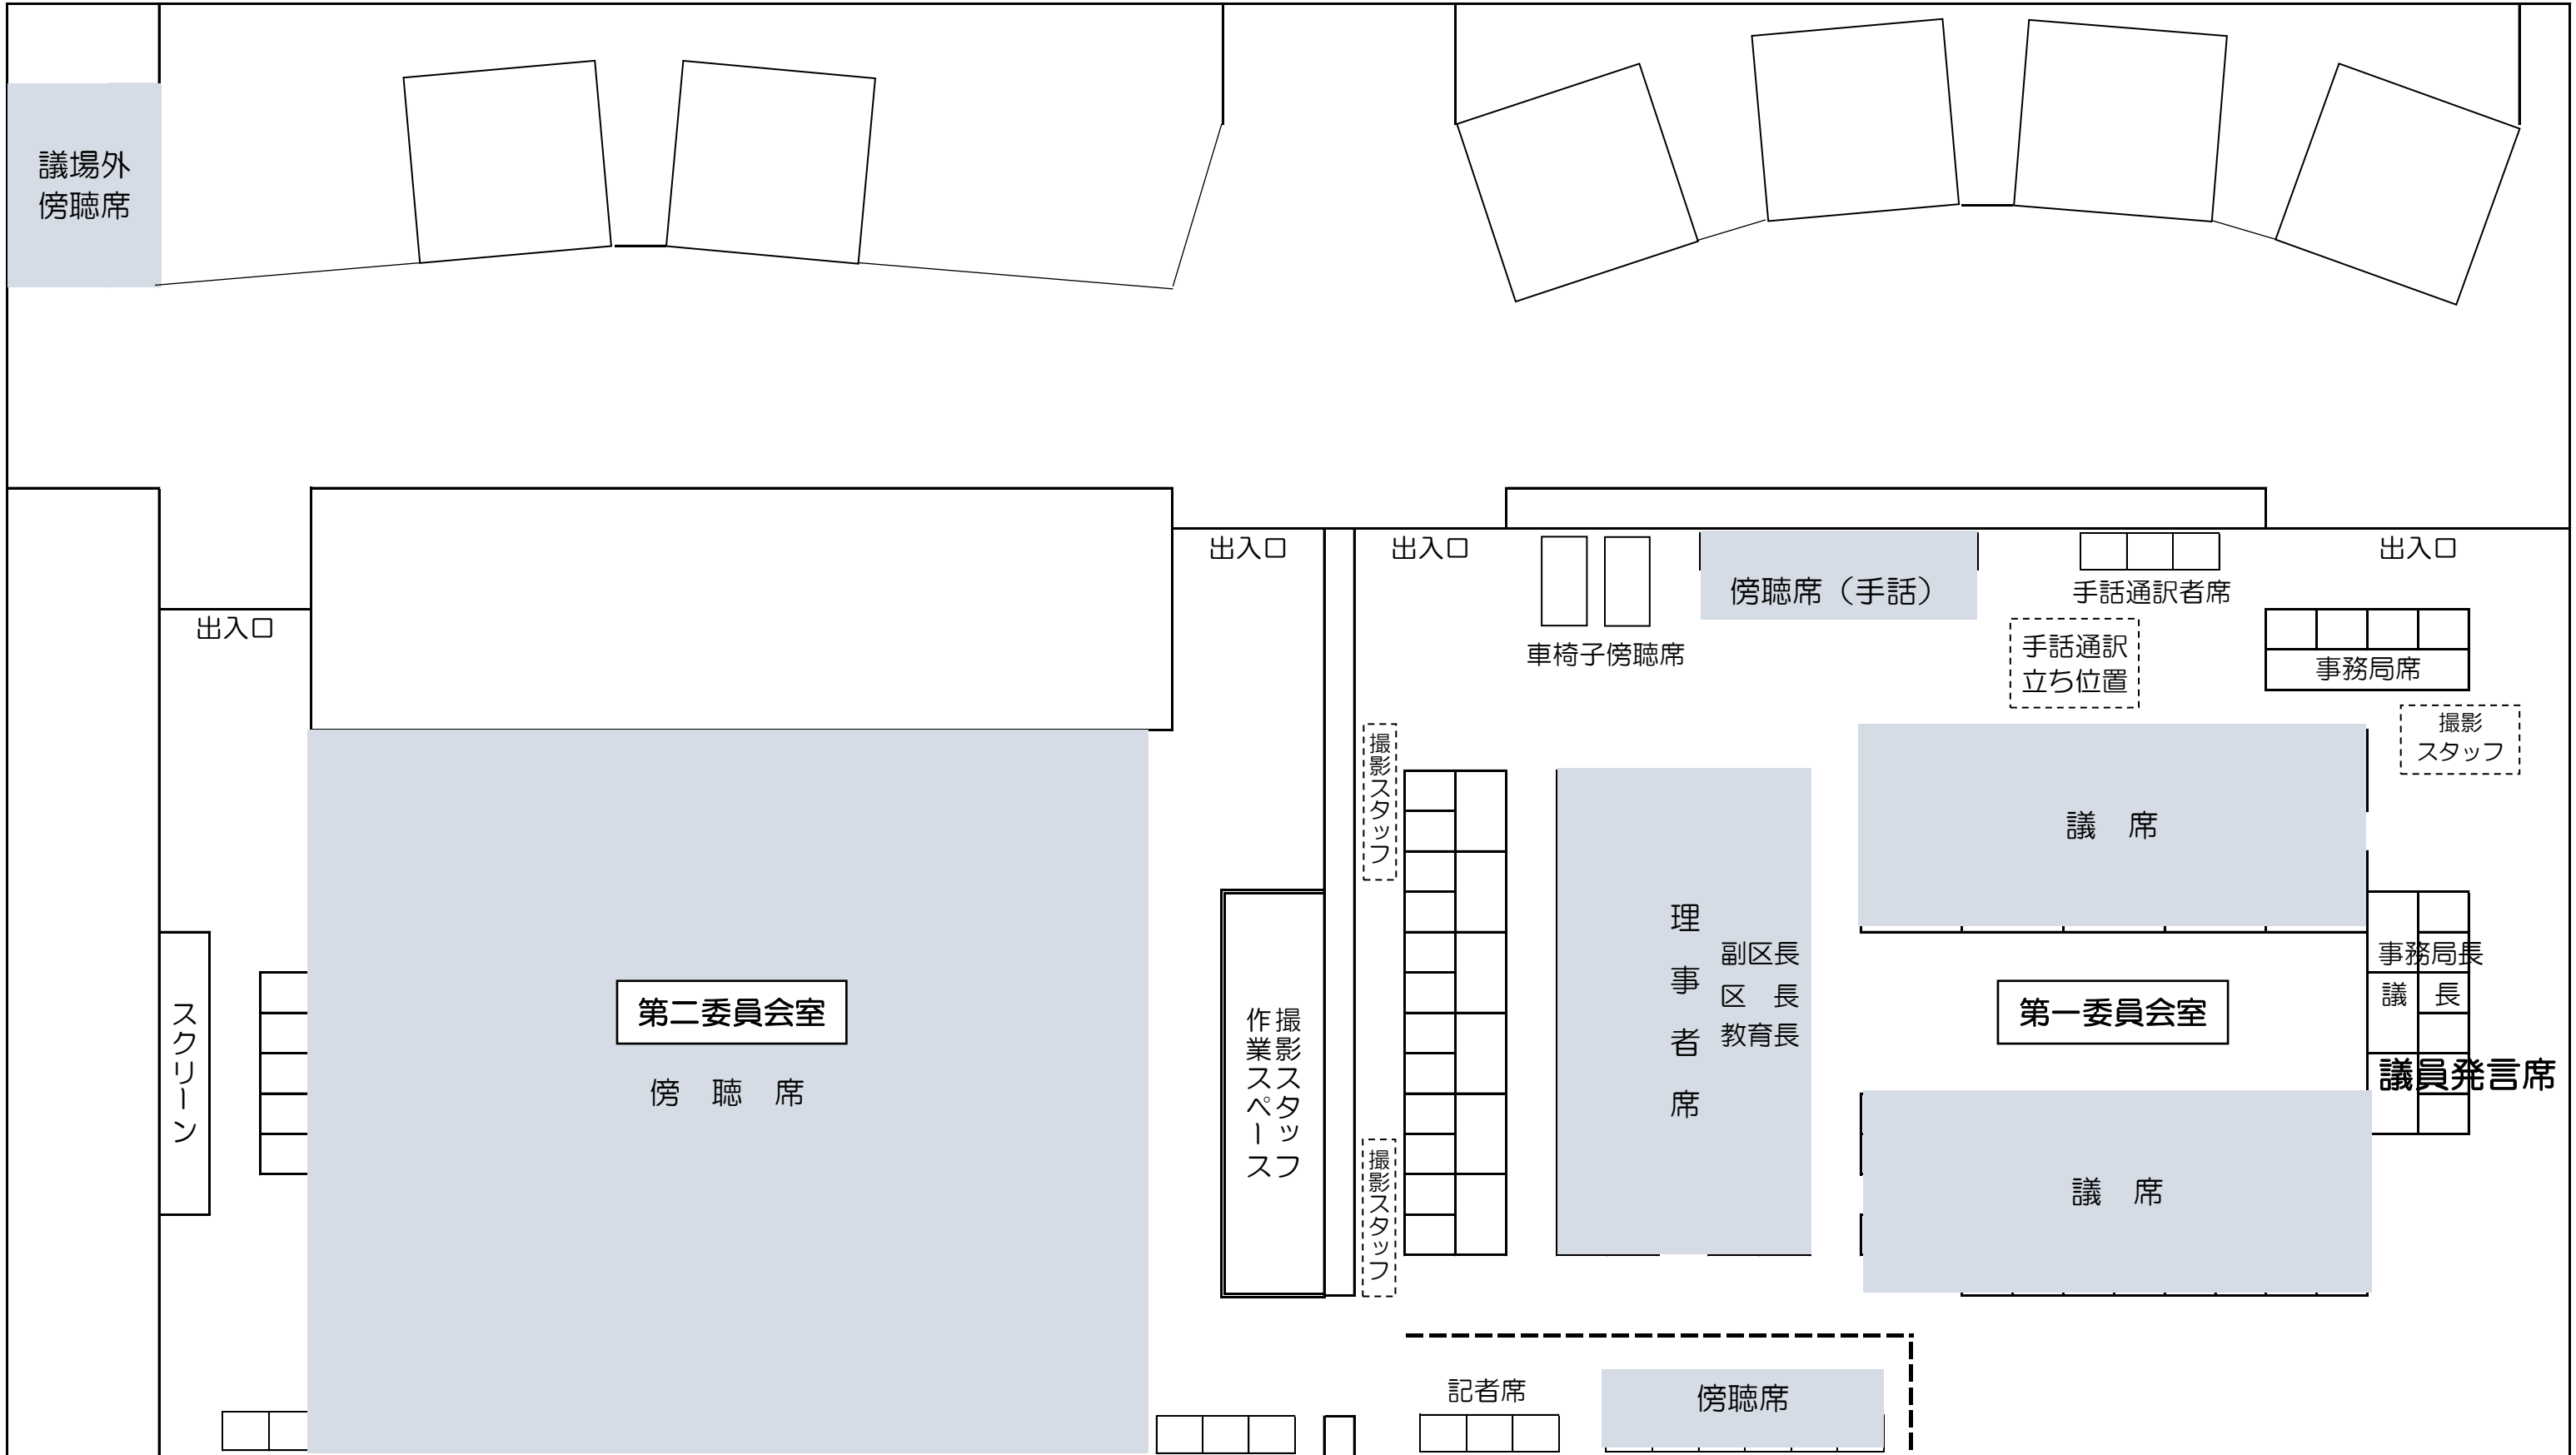 議場外
傍聴席
出入口
出入口
出入口
出入口
傍聴席（手話）
手話通訳者席
車椅子傍聴席
手話通訳
立ち位置
事務局席
撮影
スタッフ
撮影スタッフ
議　席
理事者席
副区長
区　長
教育長
事務局長
議　長
第二委員会室
第一委員会室
スクリーン
傍　聴　席
撮影スタッフ
作業スペース
議員発言席
撮影スタッフ
議　席
記者席
傍聴席